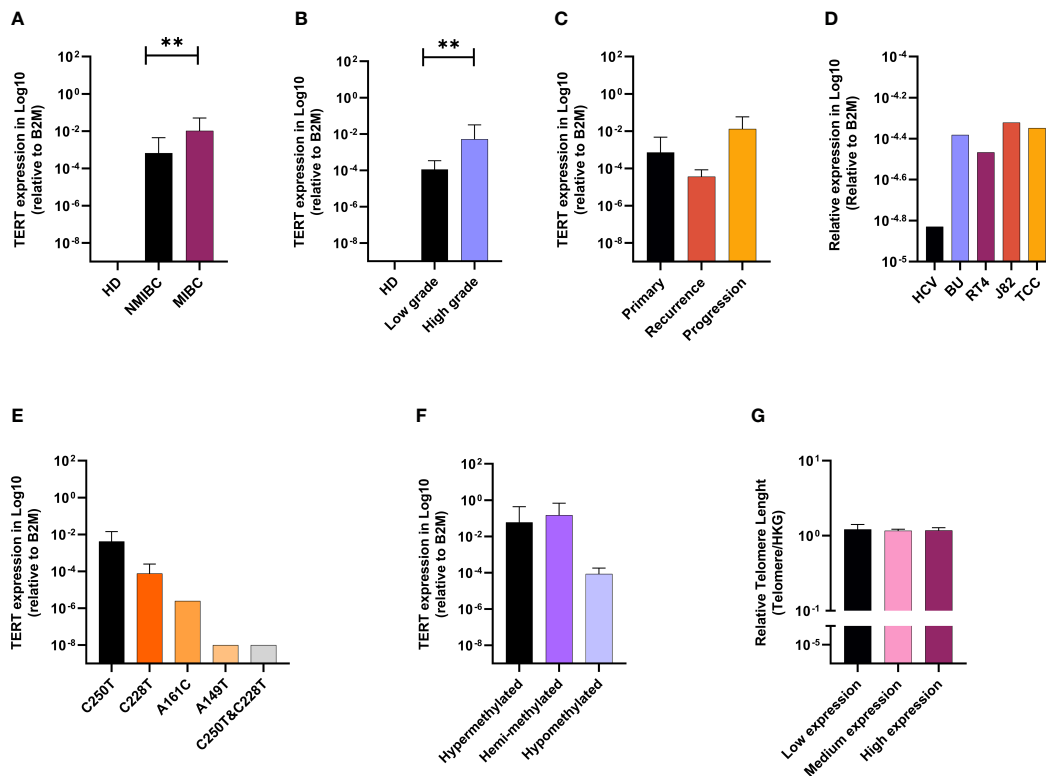 A
TERT expression in Log10
(relative to B2M)
10^2
10^0
10^-2
10^-4
10^-6
10^-8
**
HD
NMIBC
MIBC
B
TERT expression in Log10
(relative to B2M)
10^2
10^0
10^-2
10^-4
10^-6
10^-8
**
HD
Low grade
High grade
C
TERT expression in Log10
(relative to B2M)
10^2
10^0
10^-2
10^-4
10^-6
10^-8
Primary
Recurrence
Progression
D
Relative expression in Log10
(Relative to B2M)
10^-4
10^-4.2
10^-4.4
10^-4.6
10^-4.8
10^-5
HCV
BU
RT4
J82
TCC
E
TERT expression in Log10
(relative to B2M)
10^2
10^0
10^-2
10^-4
10^-6
10^-8
C250T
C228T
A161C
A149T
C250T&C228T
F
TERT expression in Log10
(relative to B2M)
10^2
10^0
10^-2
10^-4
10^-6
10^-8
Hypermethylated
Hemi-methylated
Hypomethylated
G
Relative Telomere Lenght
(Telomere/HKG)
10^1
10^0
10^-1
10^-5
Low expression
Medium expression
High expression